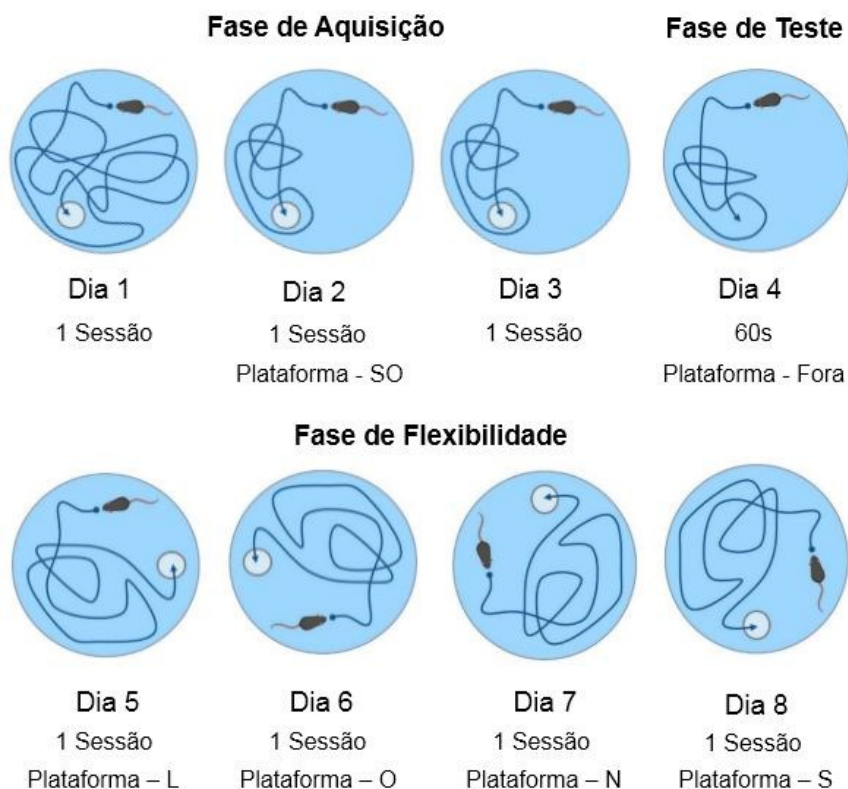 Fase de Aquisição
Fase de Teste
Dia 1
Dia 2
Dia 3
Dia 4
1 Sessão
1 Sessão
1 Sessão
60s
Plataforma - SO
Plataforma - Fora
Fase de Flexibilidade
Dia 5
Dia 6
Dia 7
Dia 8
1 Sessão
1 Sessão
1 Sessão
1 Sessão
Plataforma – L
Plataforma – O
Plataforma – N
Plataforma – S